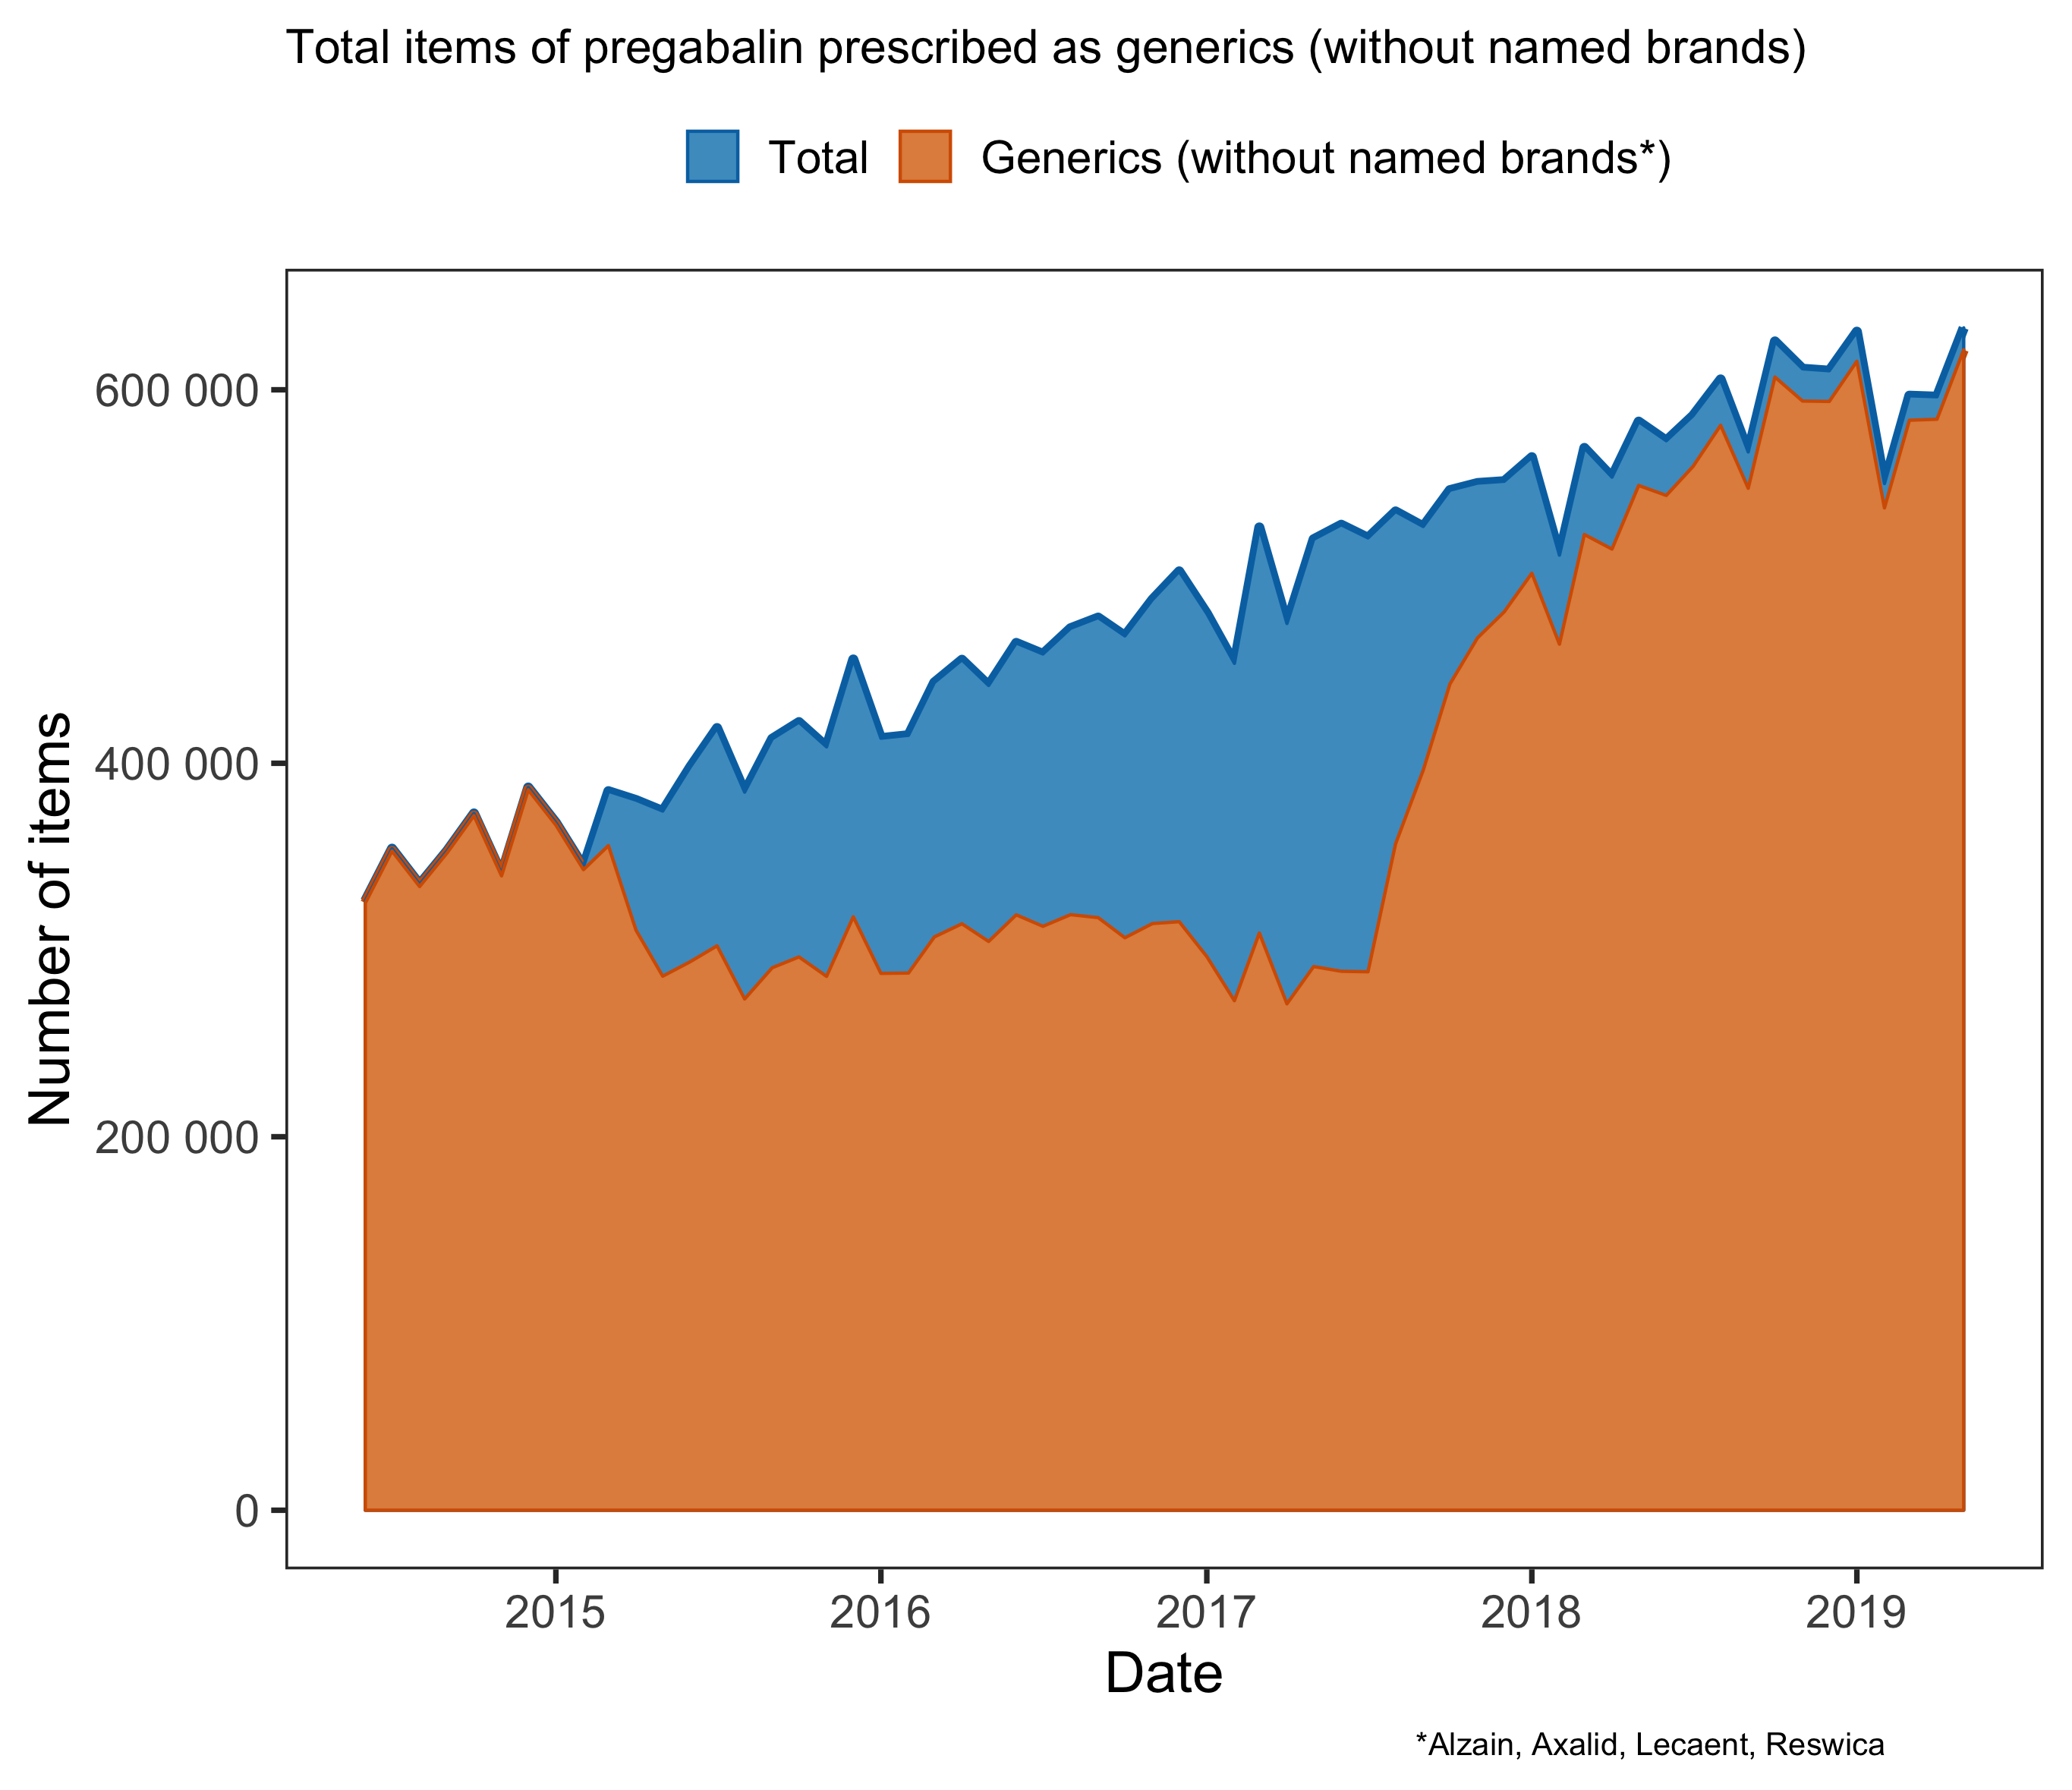 Total items of pregabalin prescribed as generics (without named brands)
Total
Generics (without named brands*)
Number of items
600 000
400 000
200 000
0
2015
2016
2017
2018
2019
Date
*Alzain, Axalid, Lecaent, Reswica